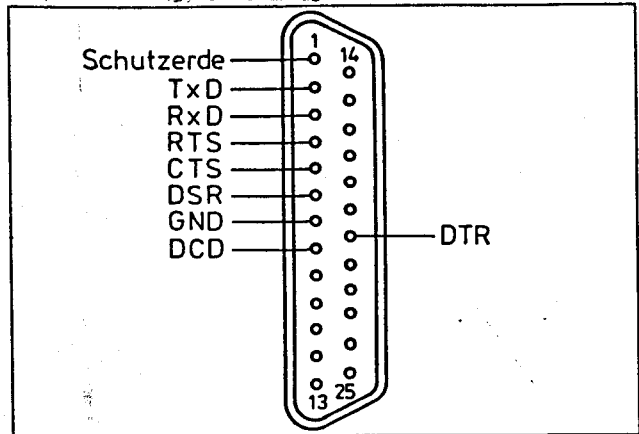 1
14
Schutzerde
TxD
RxD
RTS
CTS
DSR
GND
DTR
DCD
25
13